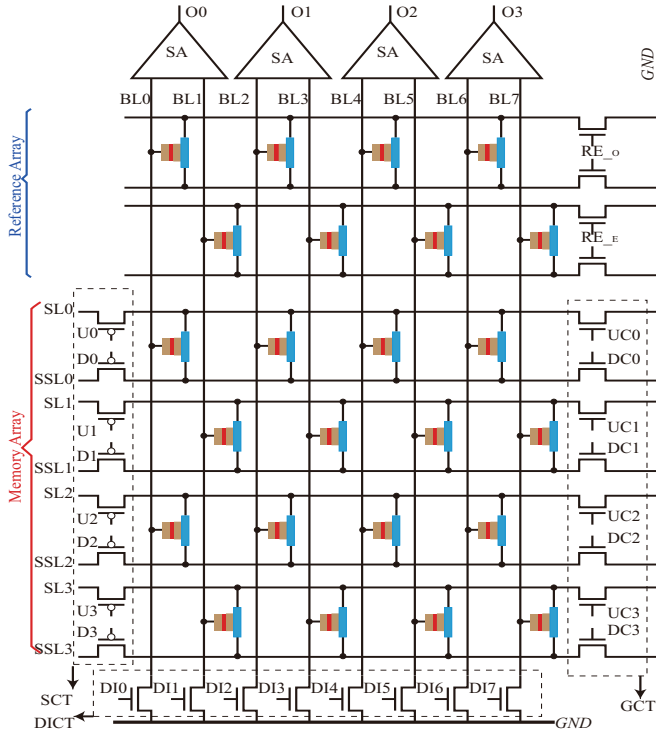 O0 O1 O2 O3
SA SA SA SA
GND
BL0 BL1 BL2 BL3 BL4 BL5 BL6 BL7
Reference Array
RE_O
RE_E
Memory Array
SL0
U0 UC0
D0 DC0
SSL0
SL1
U1 UC1
D1 DC1
SSL1
SL2
U2 UC2
D2 DC2
SSL2
SL3
U3 UC3
D3 DC3
SSL3
DI0 DI1 DI2 DI3 DI4 DI5 DI6 DI7
SCT GCT
DICT GND